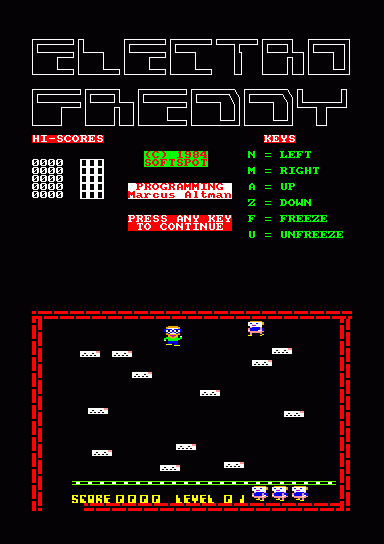 ELECTRO
FREDDY
HI-SCORES
KEYS
(C) 1984
SOFTSPOT
N = LEFT
M = RIGHT
A = UP
Z = DOWN
F = FREEZE
U = UNFREEZE
0000
0000
0000
0000
0000
PROGRAMMING
Marcus Altman
PRESS ANY KEY
TO CONTINUE
SCORE 0000 LEVEL 01